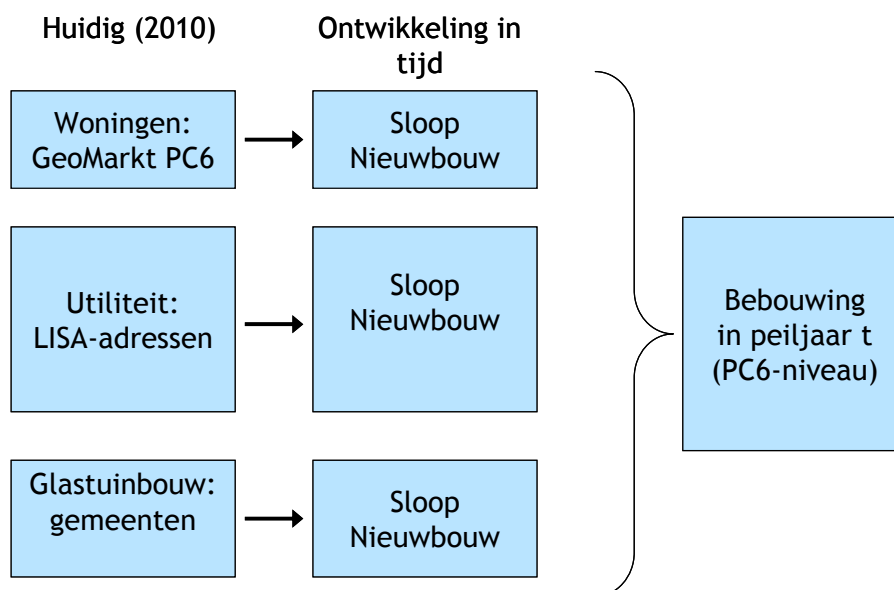 Huidig (2010)
Ontwikkeling in
tijd
Woningen:
GeoMarkt PC6
Sloop
Nieuwbouw
Utiliteit:
LISA-adressen
Sloop
Nieuwbouw
Glastuinbouw:
gemeenten
Sloop
Nieuwbouw
Bebouwing
in peiljaar t
(PC6-niveau)